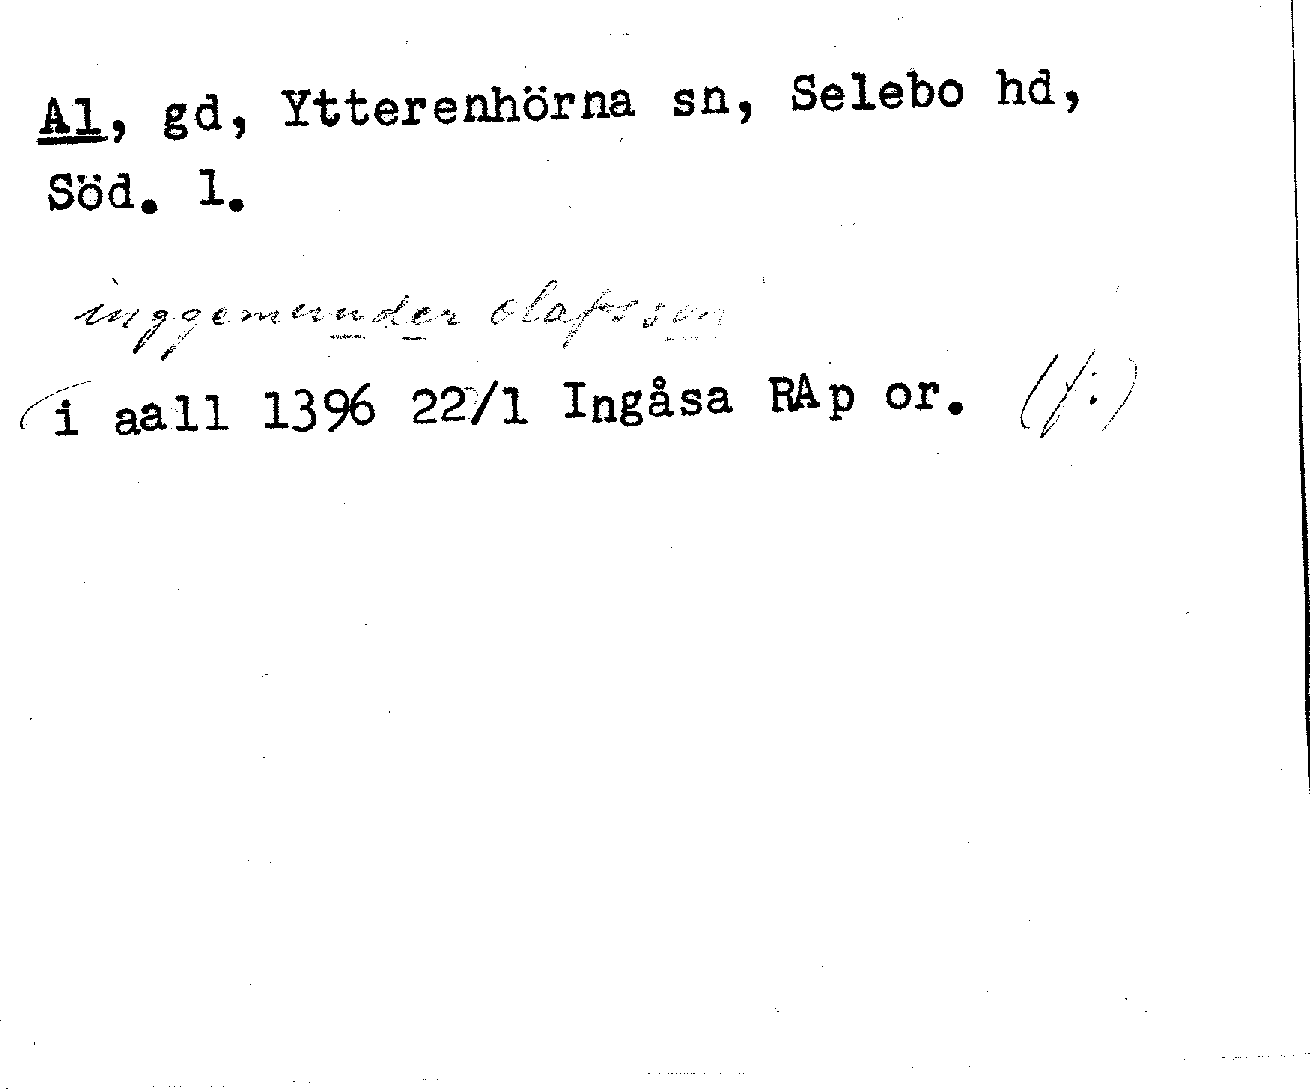 Al, gd, Ytterenhörna sn, Selebo hd,
Söd. l.
inggemunder olafsson
i aall 1396 22/1 Ingåsa RAp or. (f:)